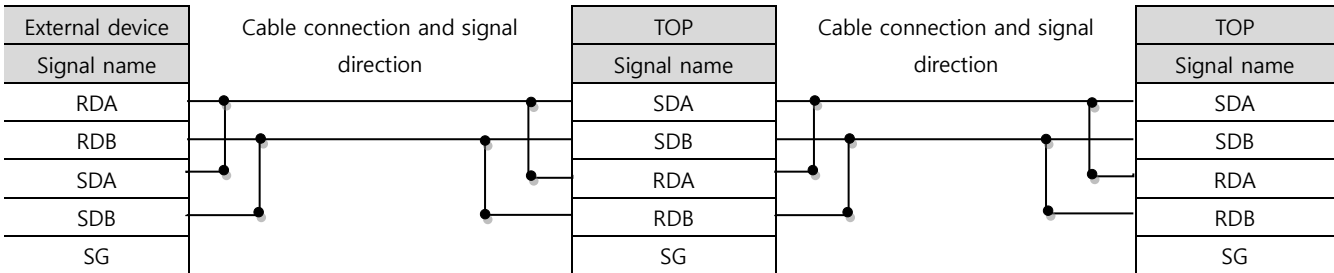 External device Cable connection and signal TOP Cable connection and signal TOP
Signal name direction Signal name direction Signal name
RDA SDA SDA
RDB SDB SDB
SDA RDA RDA
SDB RDB RDB
SG SG SG